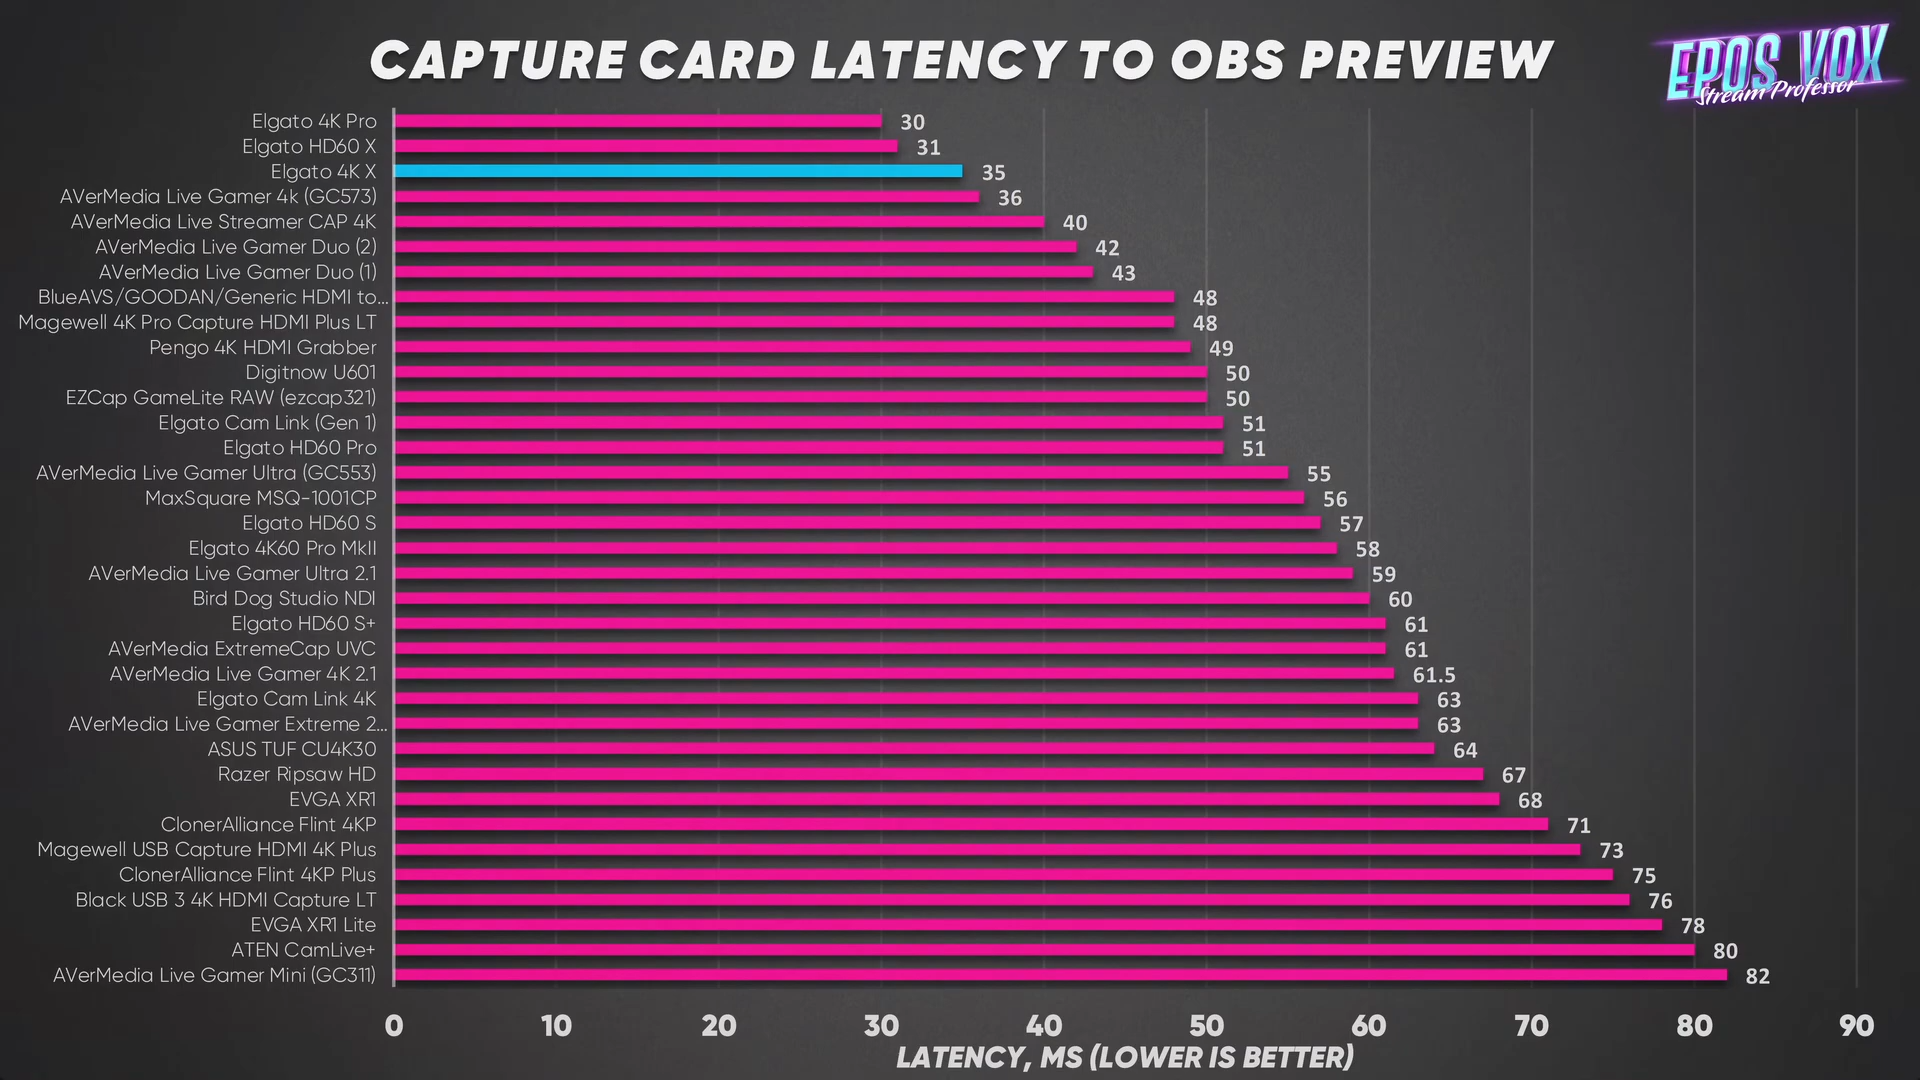 CAPTURE CARD LATENCY TO OBS PREVIEW
EPOS VOX
Stream Professor
Elgato 4K Pro 30
Elgato HD60 X 31
Elgato 4K X 35
AVerMedia Live Gamer 4k (GC573) 36
AVerMedia Live Streamer CAP 4K 40
AVerMedia Live Gamer Duo (2) 42
AVerMedia Live Gamer Duo (1) 43
BlueAVS/GOODAN/Generic HDMI to... 48
Magewell 4K Pro Capture HDMI Plus LT 48
Pengo 4K HDMI Grabber 49
Digitnow U601 50
EZCap GameLite RAW (ezcap321) 50
Elgato Cam Link (Gen 1) 51
Elgato HD60 Pro 51
AVerMedia Live Gamer Ultra (GC553) 55
MaxSquare MSQ-1001CP 56
Elgato HD60 S 57
Elgato 4K60 Pro MkII 58
AVerMedia Live Gamer Ultra 2.1 59
Bird Dog Studio NDI 60
Elgato HD60 S+ 61
AVerMedia ExtremeCap UVC 61
AVerMedia Live Gamer 4K 2.1 61.5
Elgato Cam Link 4K 63
AVerMedia Live Gamer Extreme 2... 63
ASUS TUF CU4K30 64
Razer Ripsaw HD 67
EVGA XR1 68
ClonerAlliance Flint 4KP 71
Magewell USB Capture HDMI 4K Plus 73
ClonerAlliance Flint 4KP Plus 75
Black USB 3 4K HDMI Capture LT 76
EVGA XR1 Lite 78
ATEN CamLive+ 80
AVerMedia Live Gamer Mini (GC311) 82
0 10 20 30 40 50 60 70 80 90
LATENCY, MS (LOWER IS BETTER)